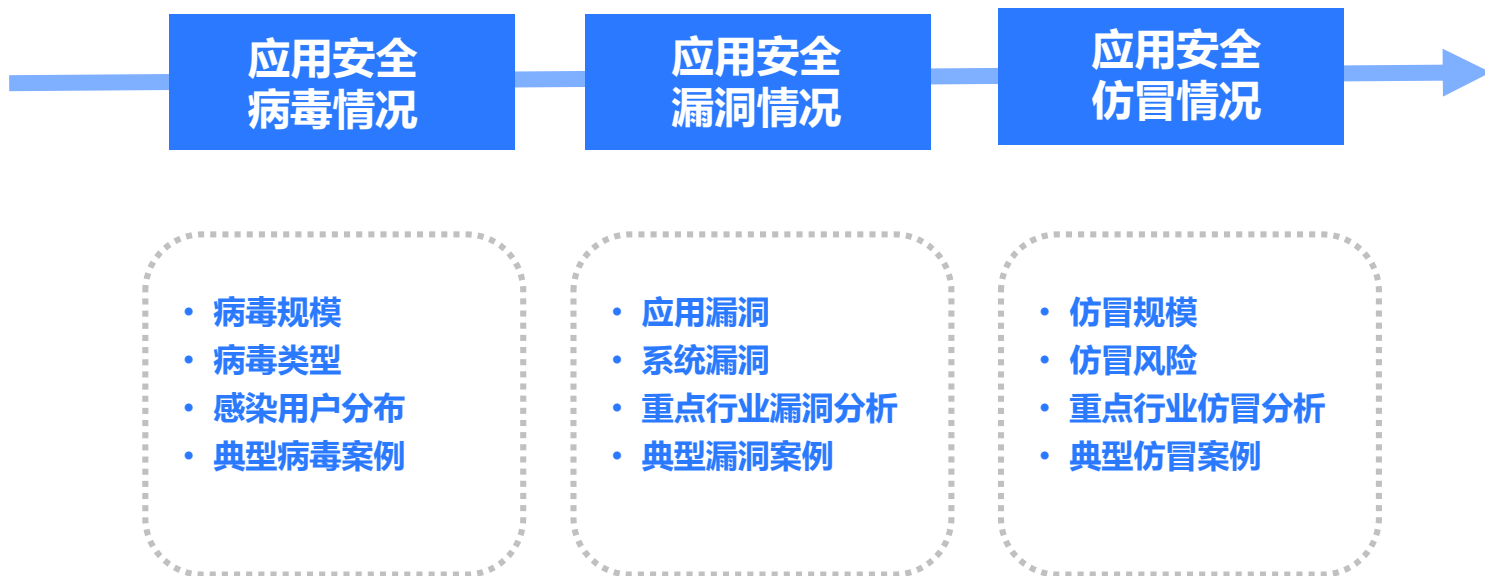 应用安全
病毒情况
应用安全
漏洞情况
应用安全
仿冒情况
• 病毒规模
• 病毒类型
• 感染用户分布
• 典型病毒案例
• 应用漏洞
• 系统漏洞
• 重点行业漏洞分析
• 典型漏洞案例
• 仿冒规模
• 仿冒风险
• 重点行业仿冒分析
• 典型仿冒案例